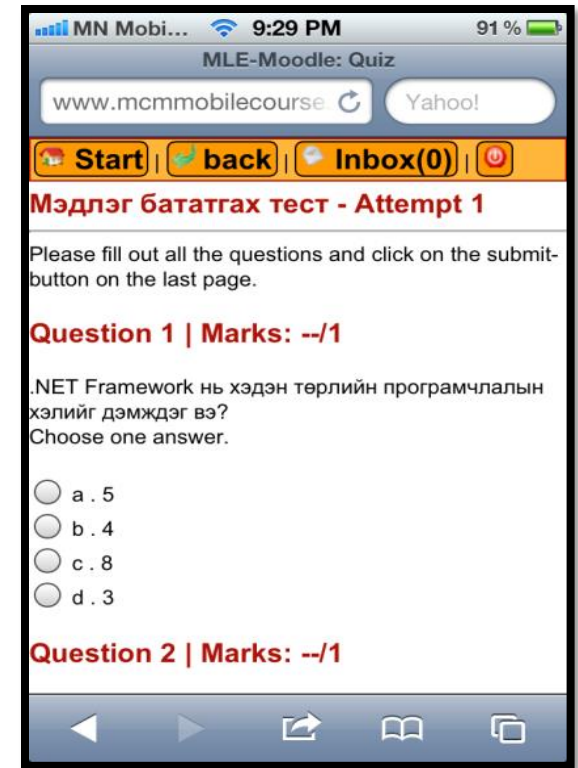 MN Mobi... 9:29 PM 91 %
MLE-Moodle: Quiz
www.mcmmobilecourse Yahoo!
Start | back | Inbox(0) |
Мэдлэг бататгах тест - Attempt 1
Please fill out all the questions and click on the submit-
button on the last page.
Question 1 | Marks: --/1
.NET Framework нь хэдэн төрлийн програмчлалын
хэлийг дэмждэг вэ?
Choose one answer.
a . 5
b . 4
c . 8
d . 3
Question 2 | Marks: --/1